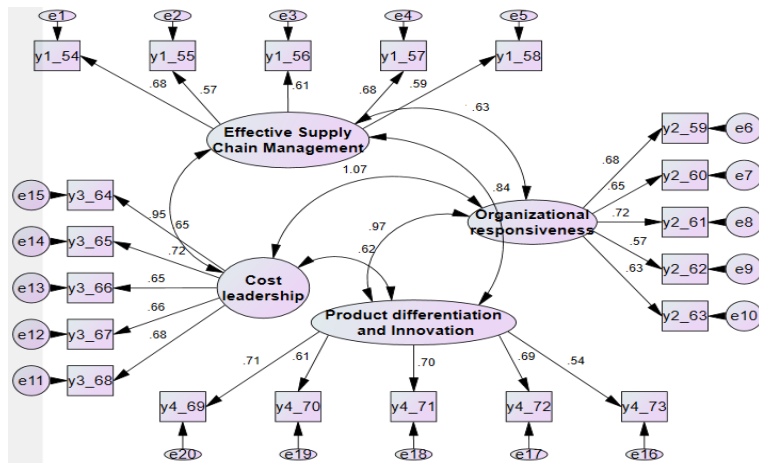 e1 e2 e3 e4 e5
y1_54 y1_55 y1_56 y1_57 y1_58
.68 .57 .61 .68 .59
.63
Effective Supply
Chain Management
y2_59 e6
.68
y2_60 e7
.65
1.07 .84
e15 y3_64
.95 .65
Organizational
responsiveness
.72 y2_61 e8
.97
.62
e14 y3_65
.72
.57 y2_62 e9
Cost
leadership
e13 y3_66 .65
.63 y2_63 e10
Product differentiation
and Innovation
e12 y3_67 .66
e11 y3_68 .68
.71 .61 .70 .69 .54
y4_69 y4_70 y4_71 y4_72 y4_73
e20 e19 e18 e17 e16